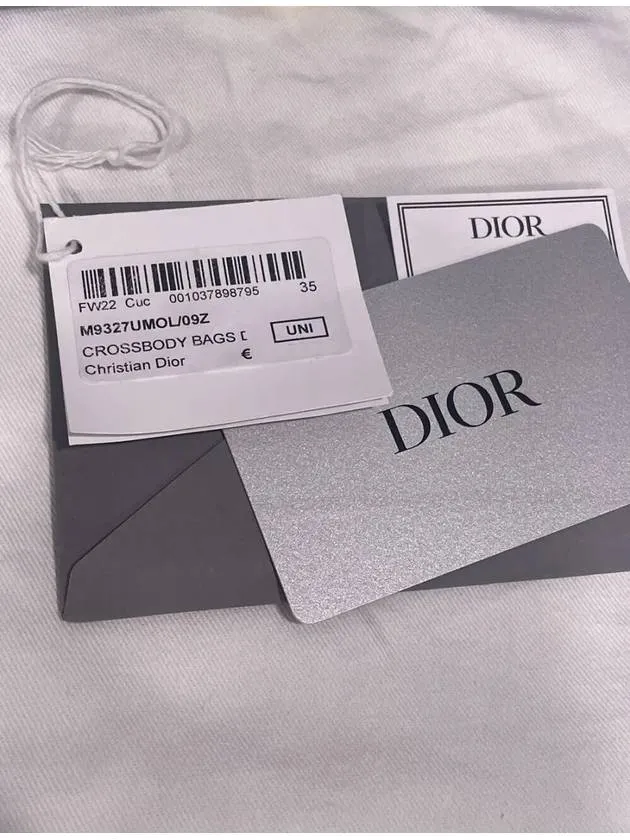 DIOR
FW22 Cuc 001037898795 35
M9327UMOL/09Z
CROSSBODY BAGS D
UNI
Christian Dior €
DIOR